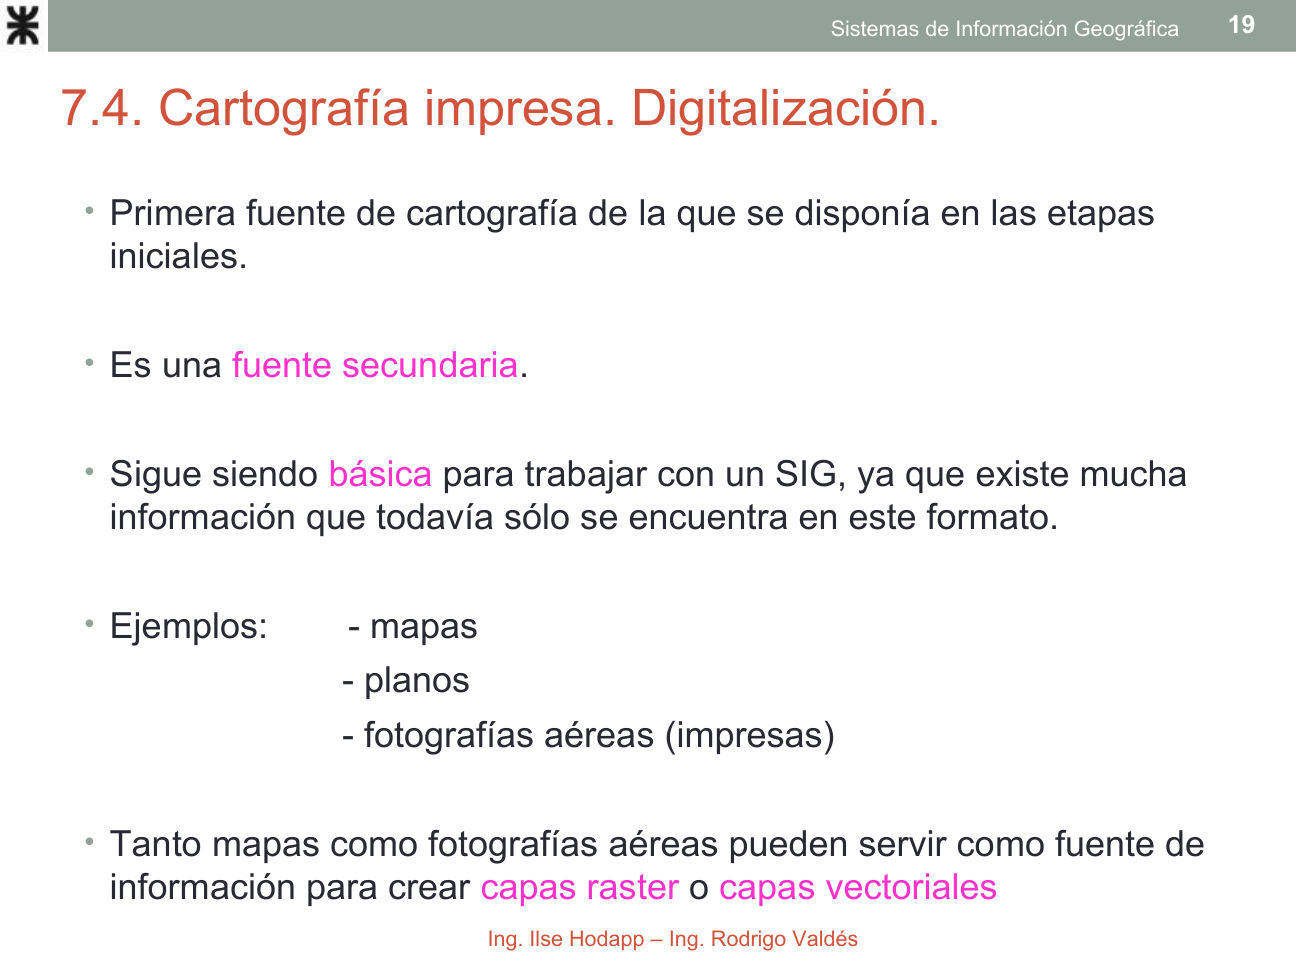 Sistemas de Información Geográfica 19
7.4. Cartografía impresa. Digitalización.
• Primera fuente de cartografía de la que se disponía en las etapas
iniciales.
• Es una fuente secundaria.
• Sigue siendo básica para trabajar con un SIG, ya que existe mucha
información que todavía sólo se encuentra en este formato.
• Ejemplos: - mapas
- planos
- fotografías aéreas (impresas)
• Tanto mapas como fotografías aéreas pueden servir como fuente de
información para crear capas raster o capas vectoriales
Ing. Ilse Hodapp – Ing. Rodrigo Valdés